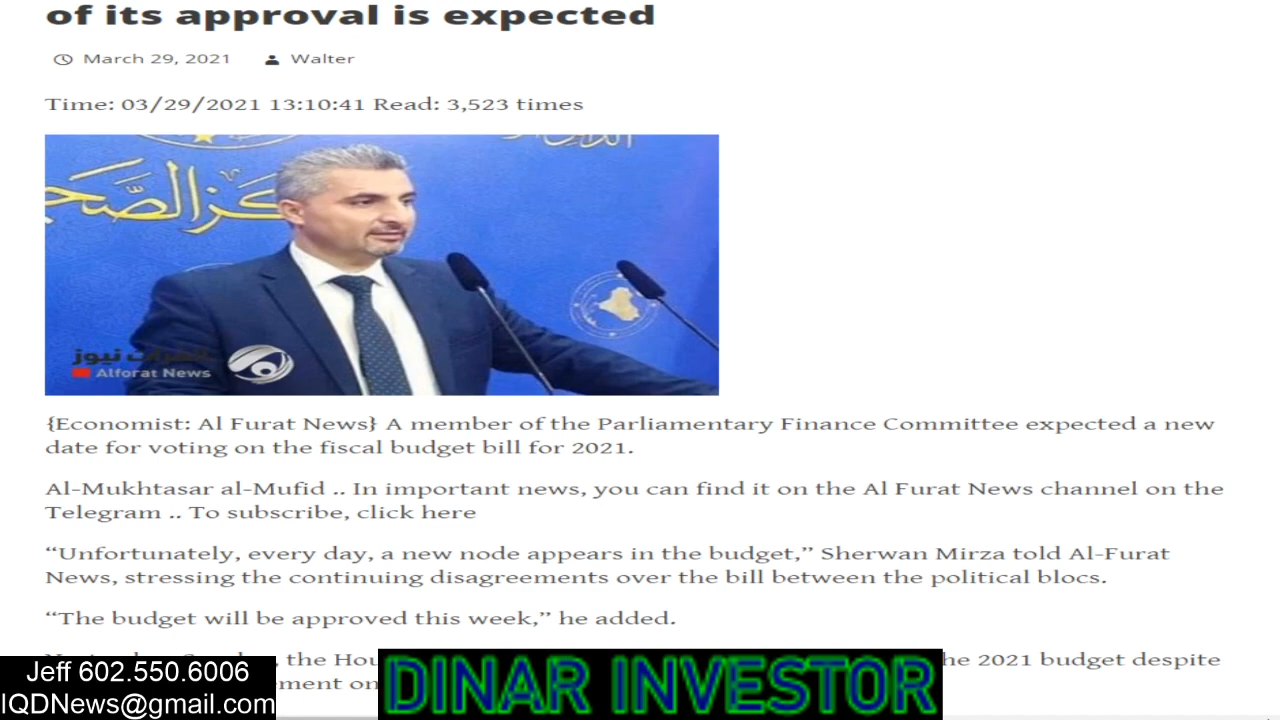 of its approval is expected
March 29, 2021 Walter
Time: 03/29/2021 13:10:41 Read: 3,523 times
كز الصّحـ
الفرات نيوز
Alforat News
{Economist: Al Furat News} A member of the Parliamentary Finance Committee expected a new
date for voting on the fiscal budget bill for 2021.
Al-Mukhtasar al-Mufid .. In important news, you can find it on the Al Furat News channel on the
Telegram .. To subscribe, click here
“Unfortunately, every day, a new node appears in the budget,” Sherwan Mirza told Al-Furat
News, stressing the continuing disagreements over the bill between the political blocs.
“The budget will be approved this week,” he added.
the Hou he 2021 budget despite
ement on
Jeff 602.550.6006
IQDNews@gmail.com
DINAR INVESTOR